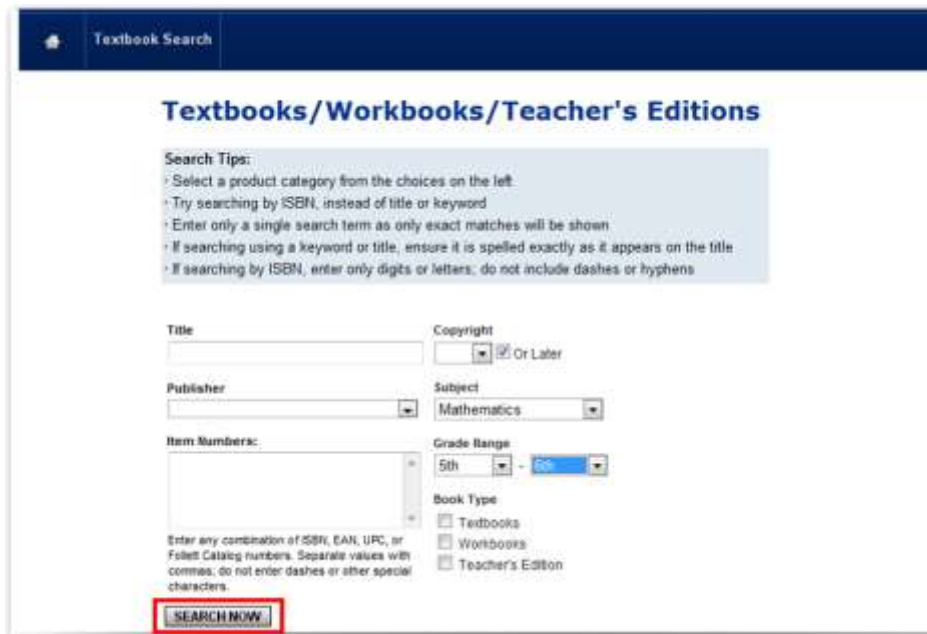 Textbook Search
Textbooks/Workbooks/Teacher's Editions
Search Tips:
· Select a product category from the choices on the left
· Try searching by ISBN, instead of title or keyword
· Enter only a single search term as only exact matches will be shown
· If searching using a keyword or title, ensure it is spelled exactly as it appears on the title
· If searching by ISBN, enter only digits or letters; do not include dashes or hyphens
Title
Copyright
Or Later
Publisher
Subject
Mathematics
Item Numbers:
Grade Range
5th - 6th
Book Type
Textbooks
Workbooks
Teacher's Edition
Enter any combination of ISBN, EAN, UPC, or
Follett Catalog numbers. Separate values with
commas; do not enter dashes or other special
characters.
SEARCH NOW